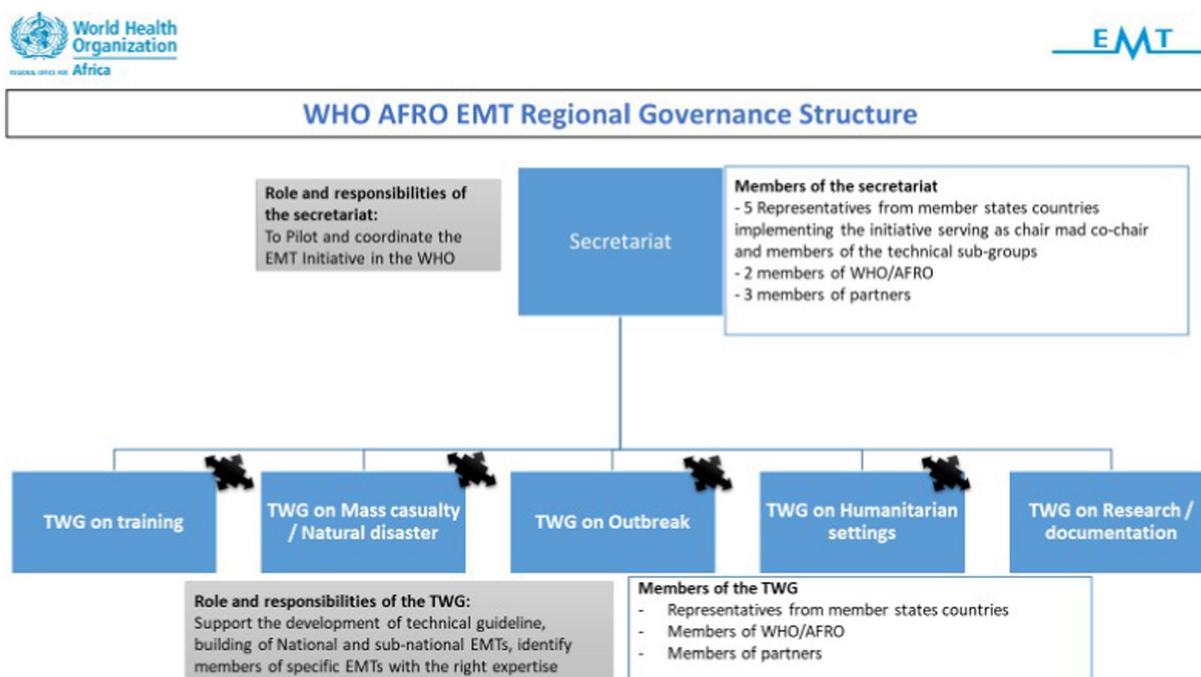 World Health
Organization
REGIONAL OFFICE FOR Africa
EMT
WHO AFRO EMT Regional Governance Structure
Role and responsibilities of
the secretariat:
To Pilot and coordinate the
EMT Initiative in the WHO
Secretariat
Members of the secretariat
- 5 Representatives from member states countries
implementing the initiative serving as chair mad co-chair
and members of the technical sub-groups
- 2 members of WHO/AFRO
- 3 members of partners
TWG on training
TWG on Mass casualty
/ Natural disaster
TWG on Outbreak
TWG on Humanitarian
settings
TWG on Research /
documentation
Role and responsibilities of the TWG:
Support the development of technical guideline,
building of National and sub-national EMTs, identify
members of specific EMTs with the right expertise
Members of the TWG
- Representatives from member states countries
- Members of WHO/AFRO
- Members of partners